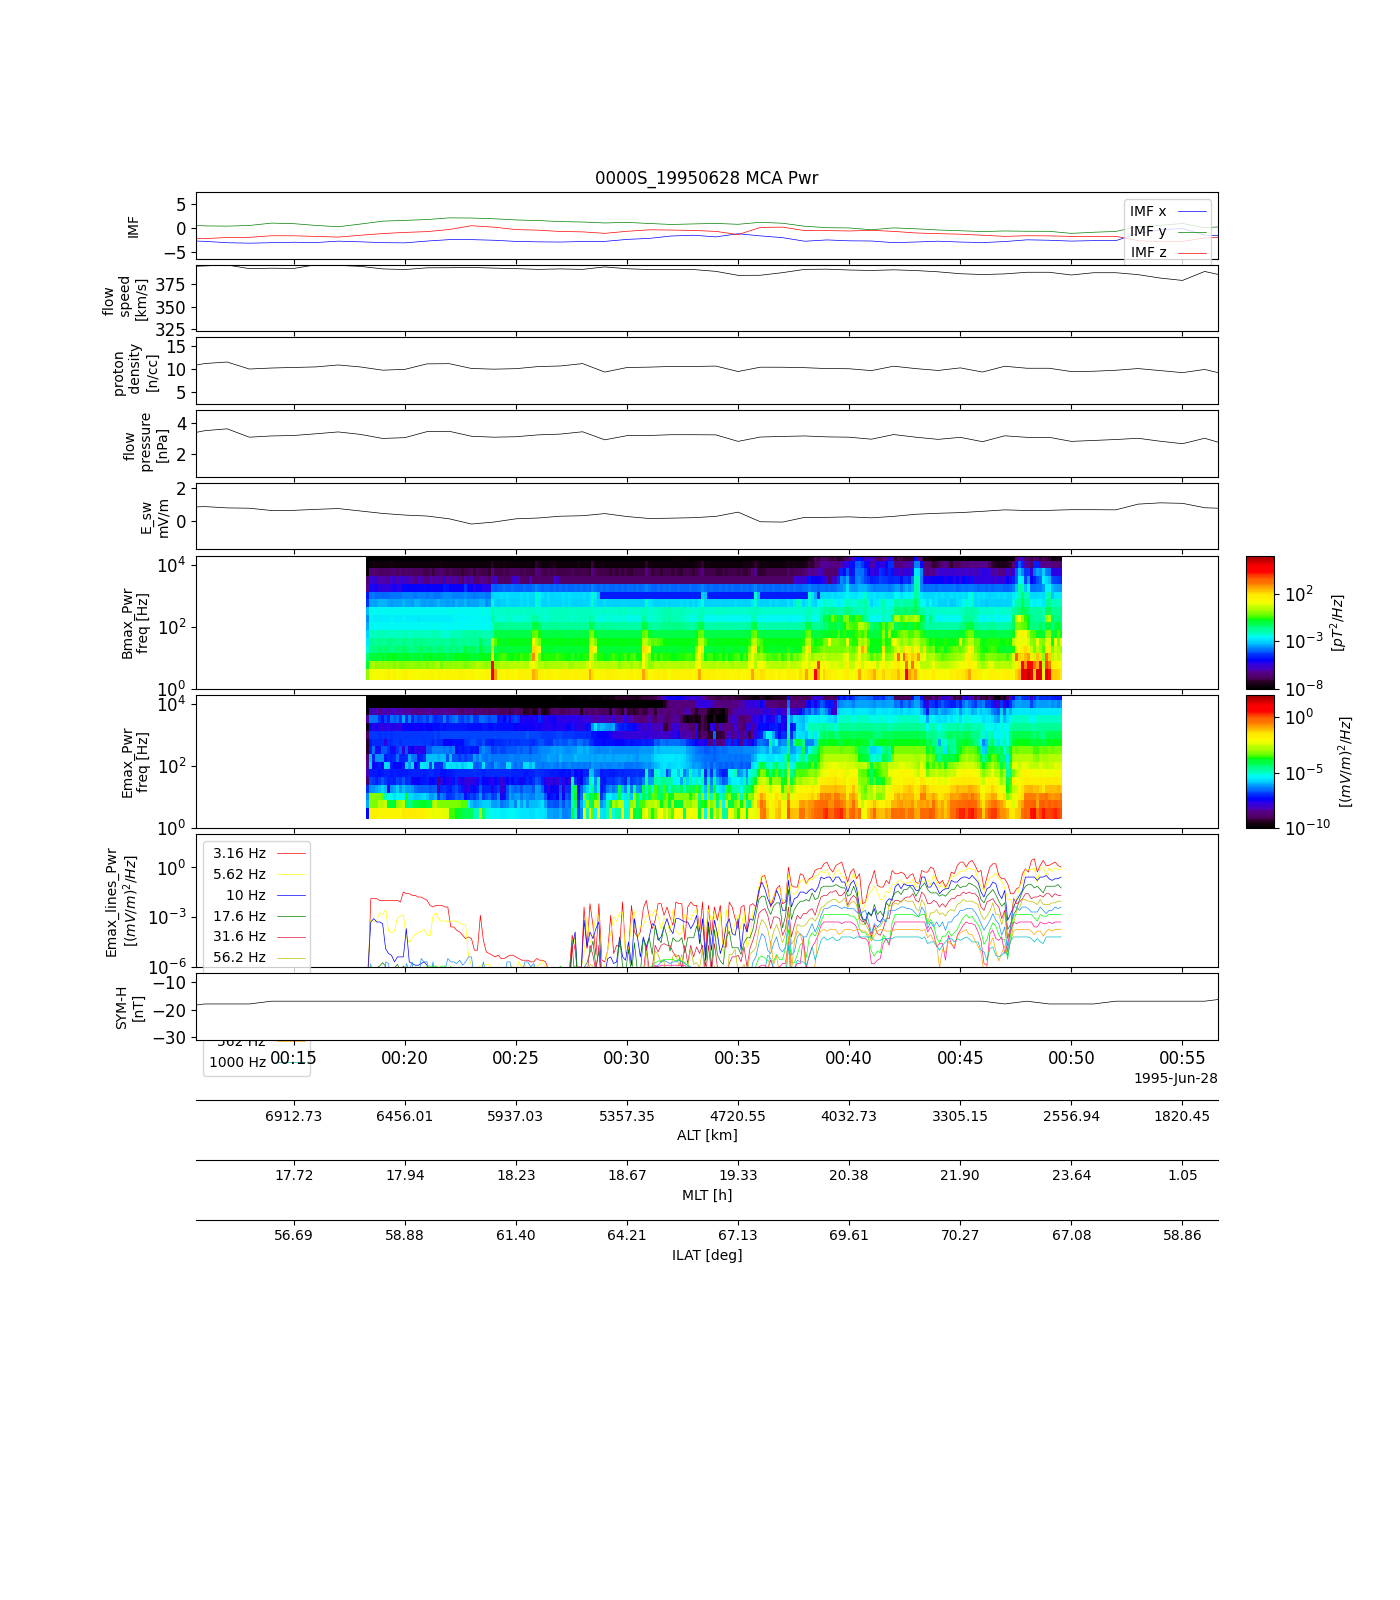 0000S_19950628 MCA Pwr
IMF
5
0
−5
IMF x
IMF y
IMF z
flow
speed
[km/s]
375
350
325
proton
density
[n/cc]
15
10
5
flow
pressure
[nPa]
4
2
E_sw
mV/m
2
0
Bmax_Pwr
freq [Hz]
10^4
10^2
10^0
10^2
10^−3
10^−8
[pT^2/Hz]
Emax_Pwr
freq [Hz]
10^4
10^2
10^0
10^0
10^−5
10^−10
[(mV/m)^2/Hz]
Emax_lines_Pwr
[(mV/m)^2/Hz]
10^0
10^−3
10^−6
3.16 Hz
5.62 Hz
10 Hz
17.6 Hz
31.6 Hz
56.2 Hz
SYM-H
[nT]
−10
−20
−30
562 Hz
1000 Hz
00:15 00:20 00:25 00:30 00:35 00:40 00:45 00:50 00:55
1995-Jun-28
6912.73 6456.01 5937.03 5357.35 4720.55 4032.73 3305.15 2556.94 1820.45
ALT [km]
17.72 17.94 18.23 18.67 19.33 20.38 21.90 23.64 1.05
MLT [h]
56.69 58.88 61.40 64.21 67.13 69.61 70.27 67.08 58.86
ILAT [deg]